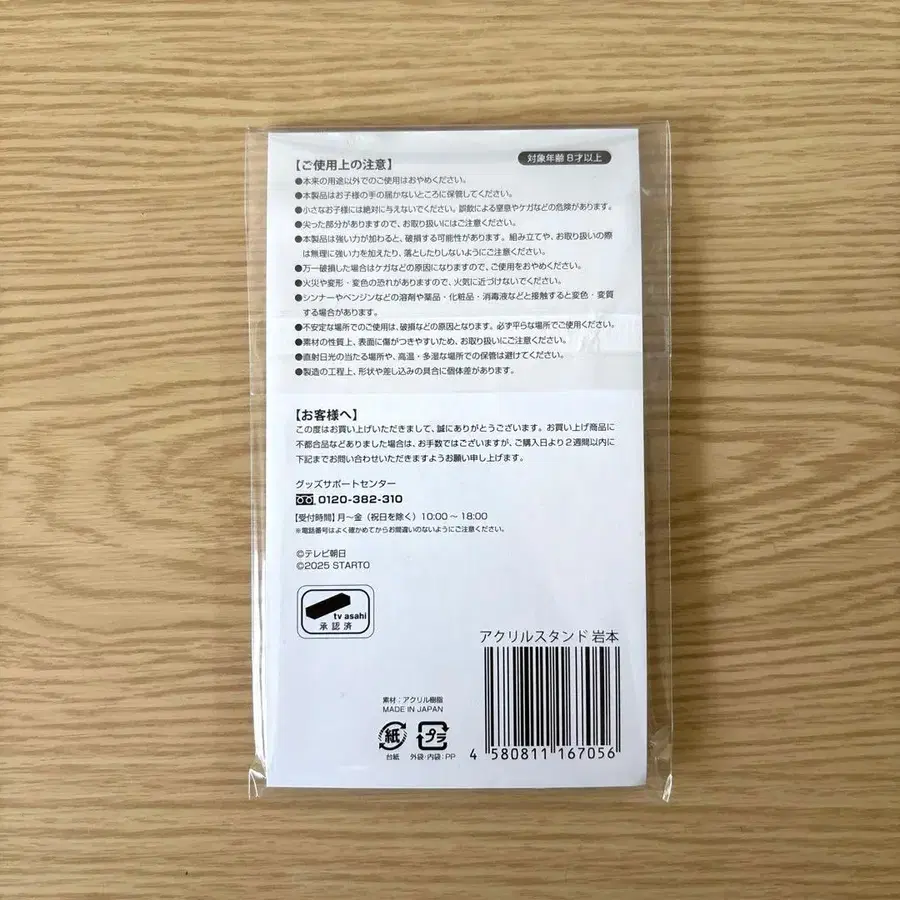 【ご使用上の注意】
対象年齢 8才以上
●本来の用途以外でのご使用はおやめください。
●本製品はお子様の手の届かないところに保管してください。
●小さなお子様には絶対に与えないでください。誤飲による窒息やケガなどの危険があります。
●尖った部分がありますので、お取り扱いにはご注意ください。
●本製品は強い力が加わると、破損する可能性があります。組み立てや、お取り扱いの際
は無理に強い力を加えたり、落としたりしないようにご注意ください。
●万一破損した場合はケガなどの原因になりますので、ご使用をおやめください。
●火災や変形・変色の恐れがありますので、火気に近づけないでください。
●シンナーやベンジンなどの溶剤や薬品・化粧品・消毒液などと接触すると変色・変質
する場合があります。
●不安定な場所でのご使用は、破損などの原因となります。必ず平らな場所でご使用ください。
●素材の性質上、表面に傷がつきやすいため、お取り扱いにご注意ください。
●直射日光の当たる場所や、高温・多湿な場所での保管は避けてください。
●製造の工程上、形状や差し込みの具合に個体差があります。
【お客様へ】
この度はお買い上げいただきまして、誠にありがとうございます。お買い上げ商品に
不都合品などありました場合は、お手数ではございますが、ご購入日より2週間以内に
下記までお問い合わせいただきますようお願い申し上げます。
グッズサポートセンター
0120-382-310
【受付時間】月〜金（祝日を除く）10:00〜18:00
※電話番号はよく確かめてからお間違いのないようにご注意ください。
©テレビ朝日
©2025 STARTO
tv asahi
承認済
アクリルスタンド 岩本
素材：アクリル樹脂
MADE IN JAPAN
紙
プラ
台紙
外袋・内袋：PP
4 580811 167056